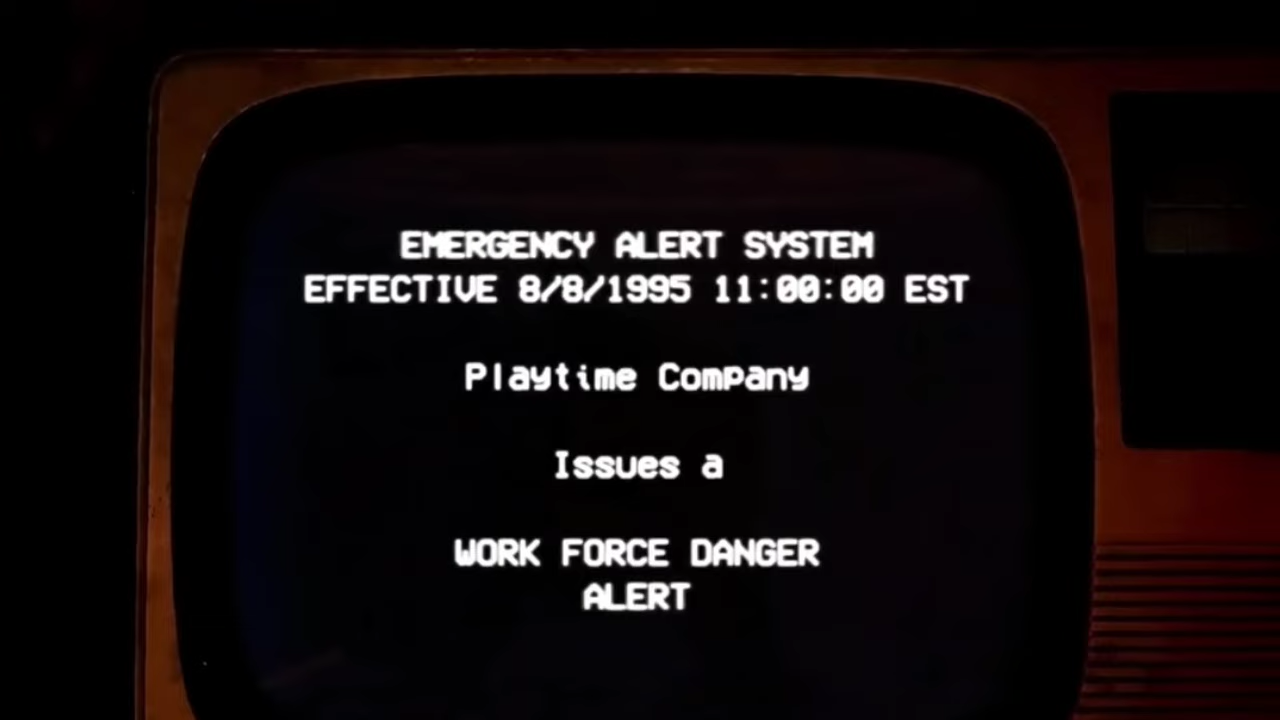 EMERGENCY ALERT SYSTEM
EFFECTIVE 8/8/1995 11:00:00 EST
Playtime Company
Issues a
WORK FORCE DANGER
ALERT